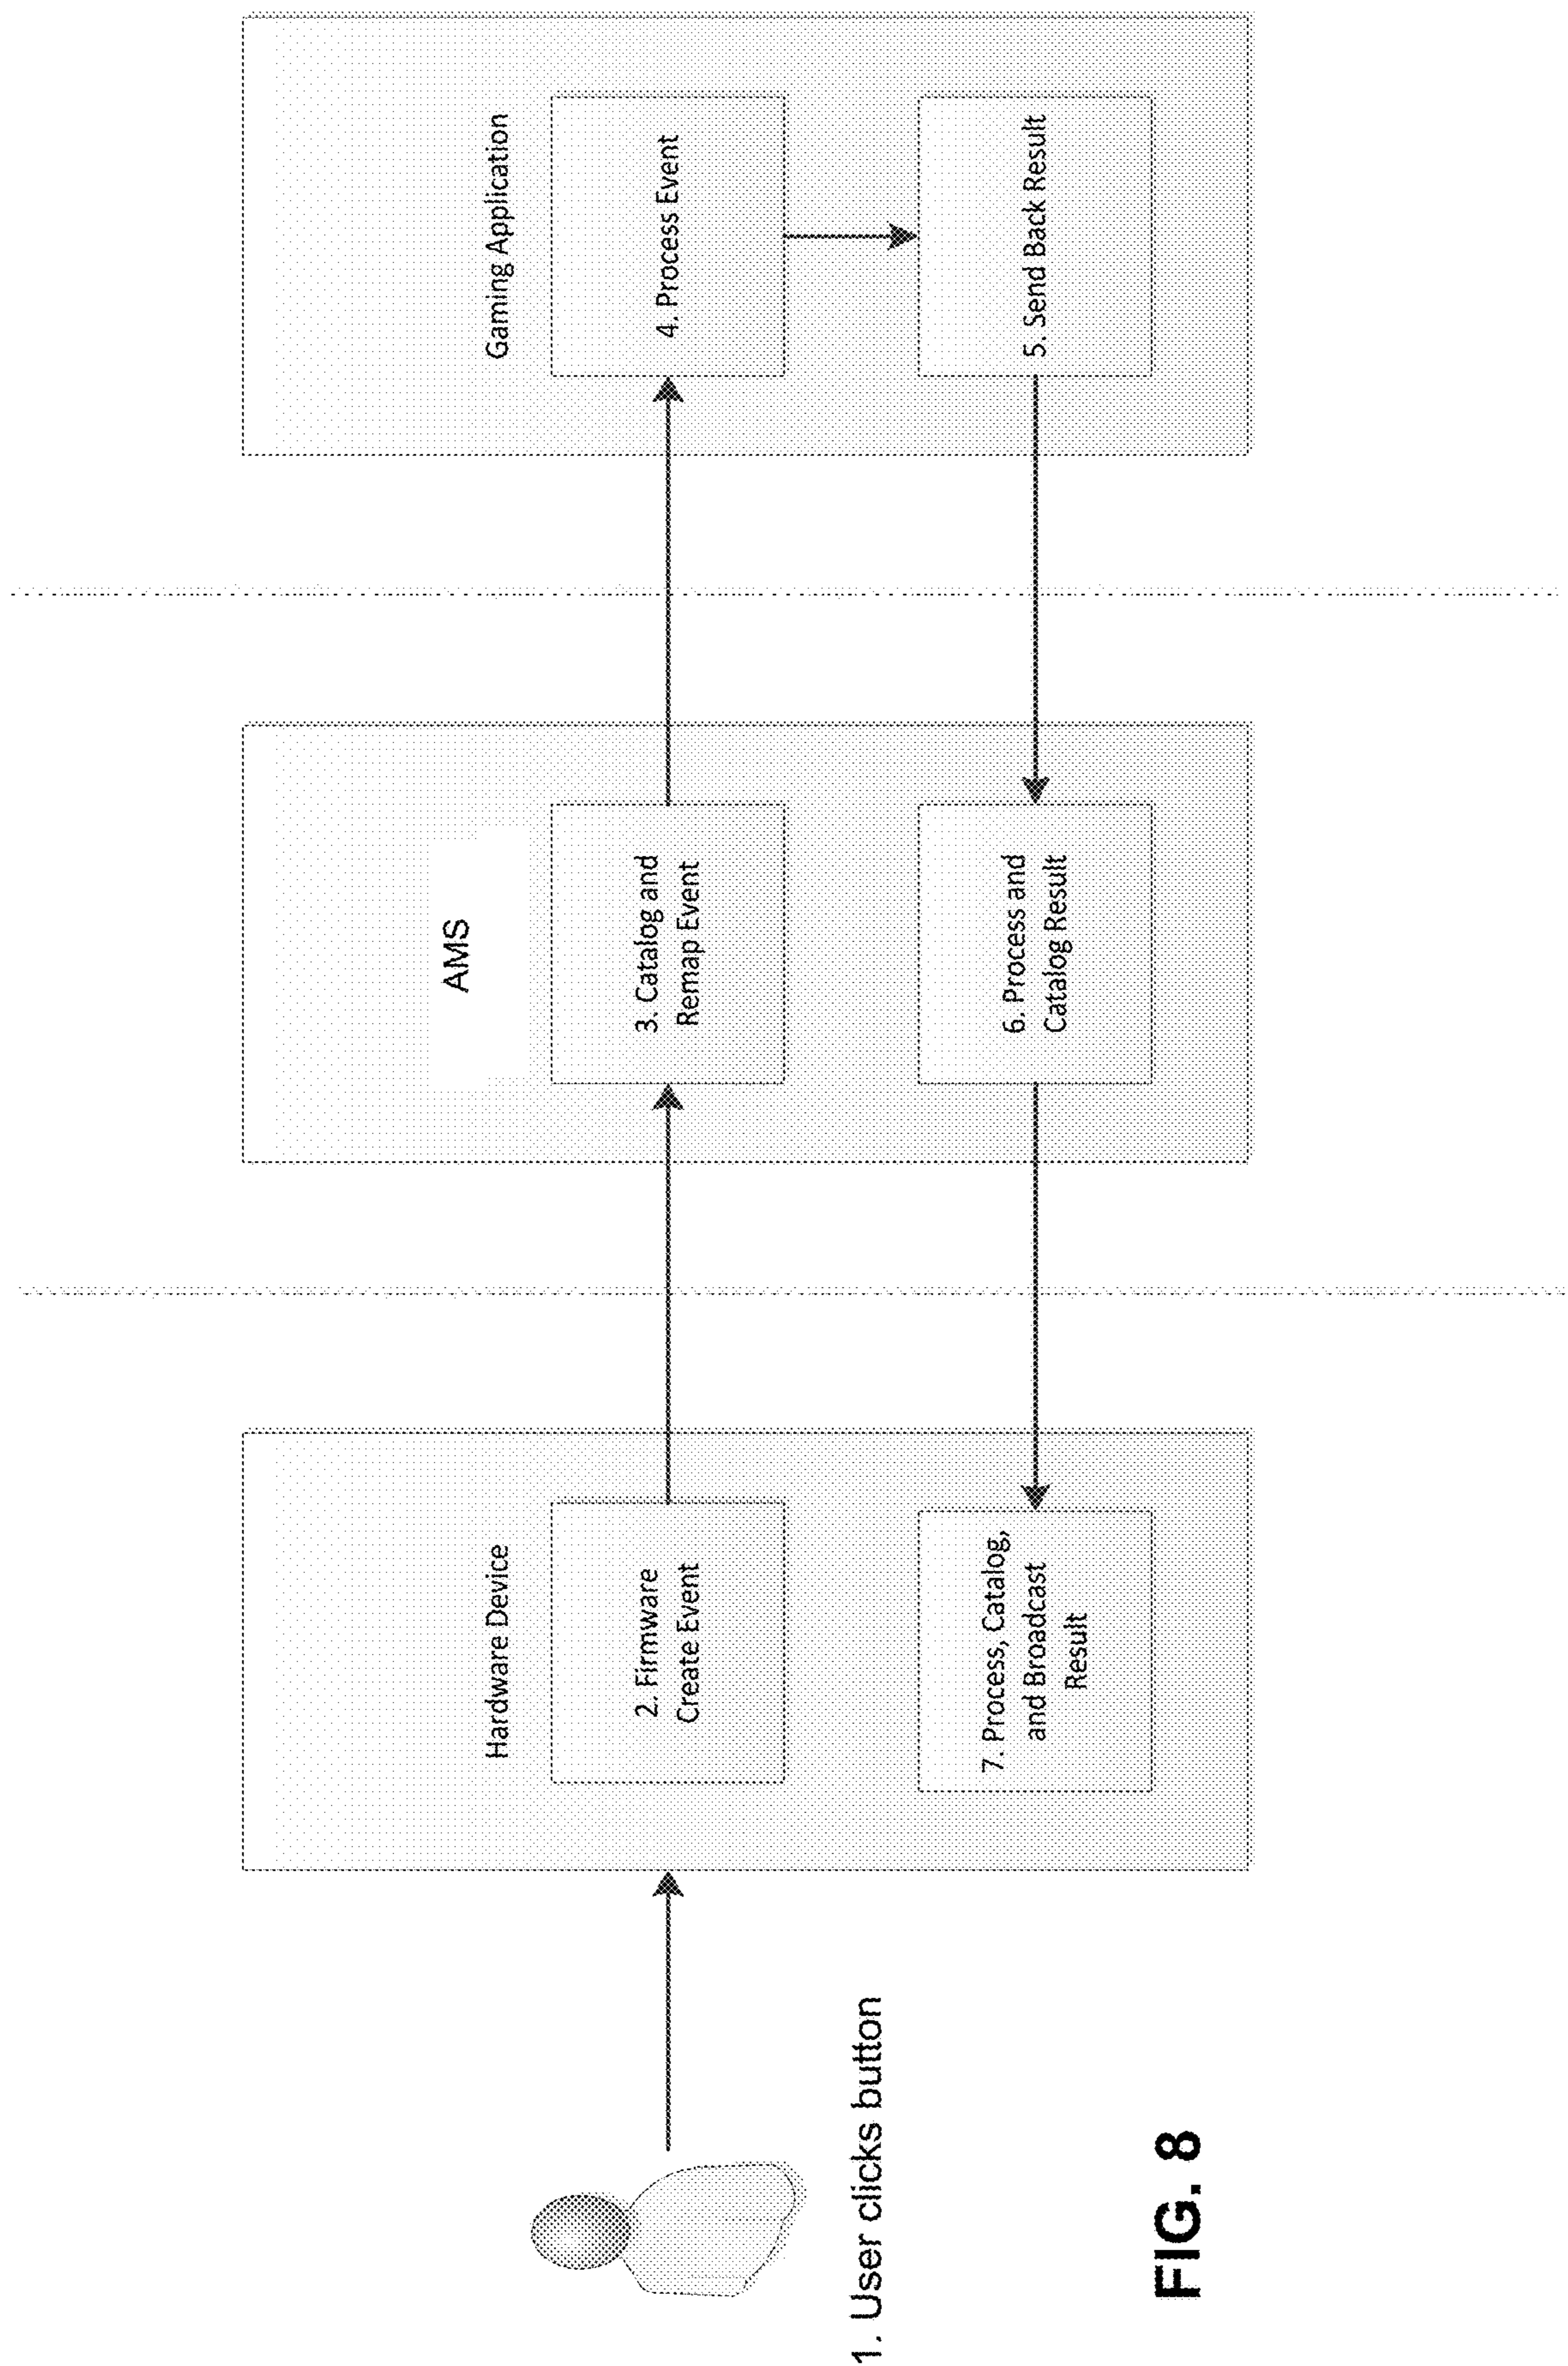 1. User clicks button
Hardware Device
2. Firmware
Create Event
7. Process, Catalog,
and Broadcast
Result
AMS
3. Catalog and
Remap Event
6. Process and
Catalog Result
Gaming Application
4. Process Event
5. Send Back Result
FIG. 8